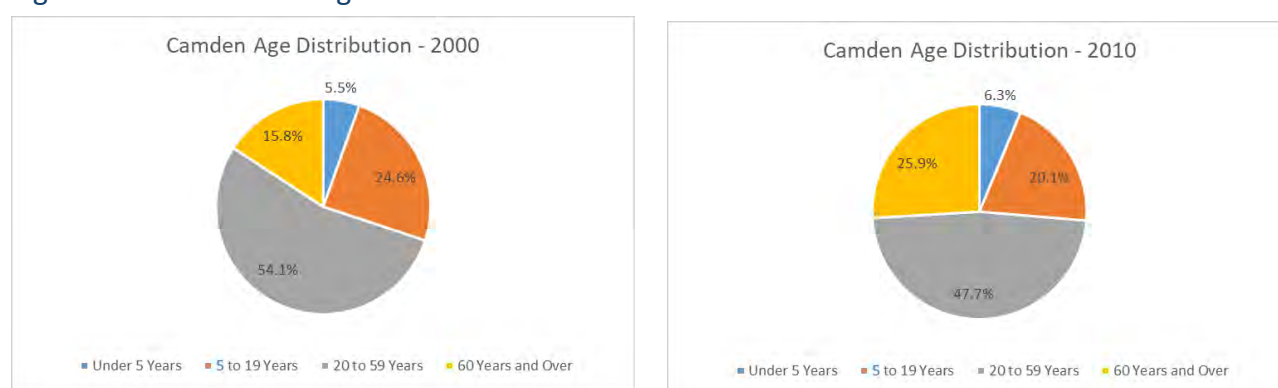 Camden Age Distribution - 2000
5.5%
15.8%
24.6%
54.1%
Under 5 Years 5 to 19 Years 20 to 59 Years 60 Years and Over
Camden Age Distribution - 2010
6.3%
25.9%
20.1%
47.7%
Under 5 Years 5 to 19 Years 20 to 59 Years 60 Years and Over